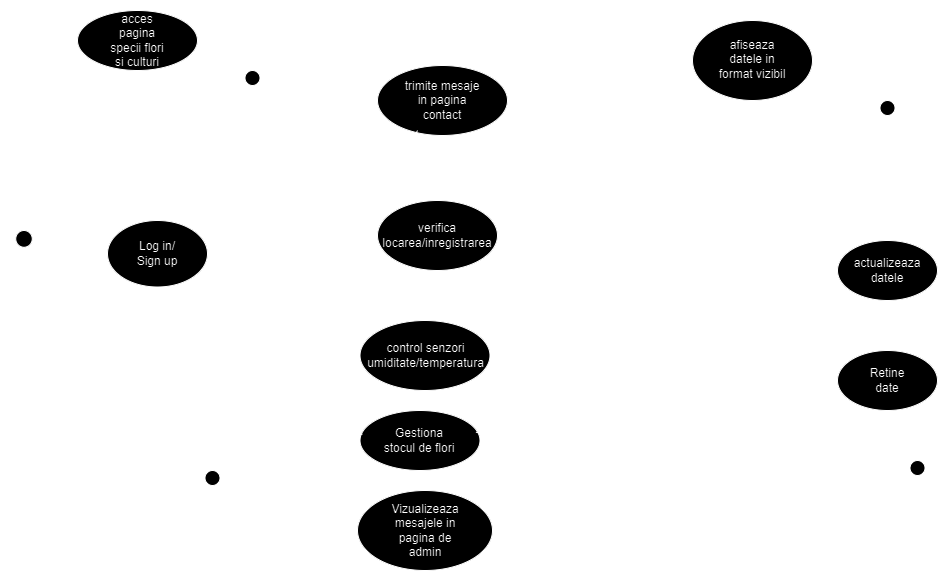 acces
pagina
specii flori
si culturi
trimite mesaje
in pagina
contact
afiseaza
datele in
format vizibil
Log in/
Sign up
verifica
locarea/inregistrarea
actualizeaza
datele
control senzori
umiditate/temperatura
Retine
date
Gestiona
stocul de flori
Vizualizeaza
mesajele in
pagina de
admin